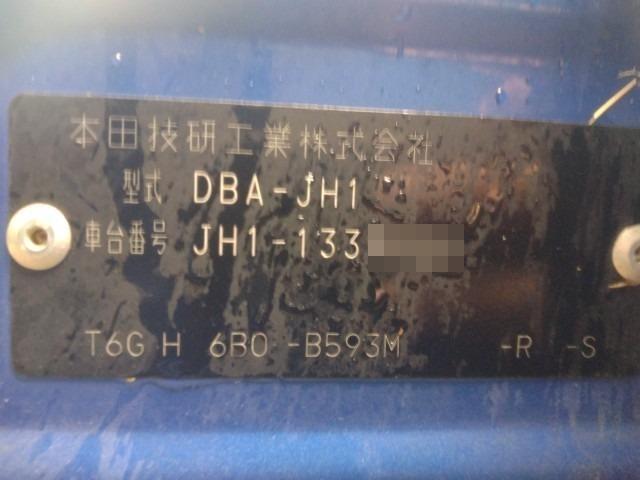 本田技研工業株式会社
型式 DBA-JH1
車台番号 JH1-133
T6G H 6B0 -B593M -R -S